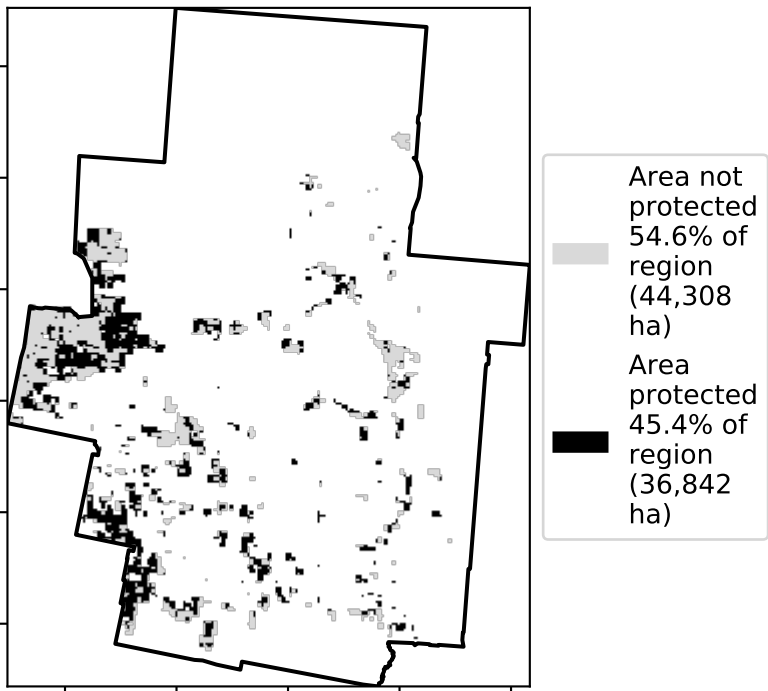 Area not
protected
54.6% of
region
(44,308
ha)
Area
protected
45.4% of
region
(36,842
ha)